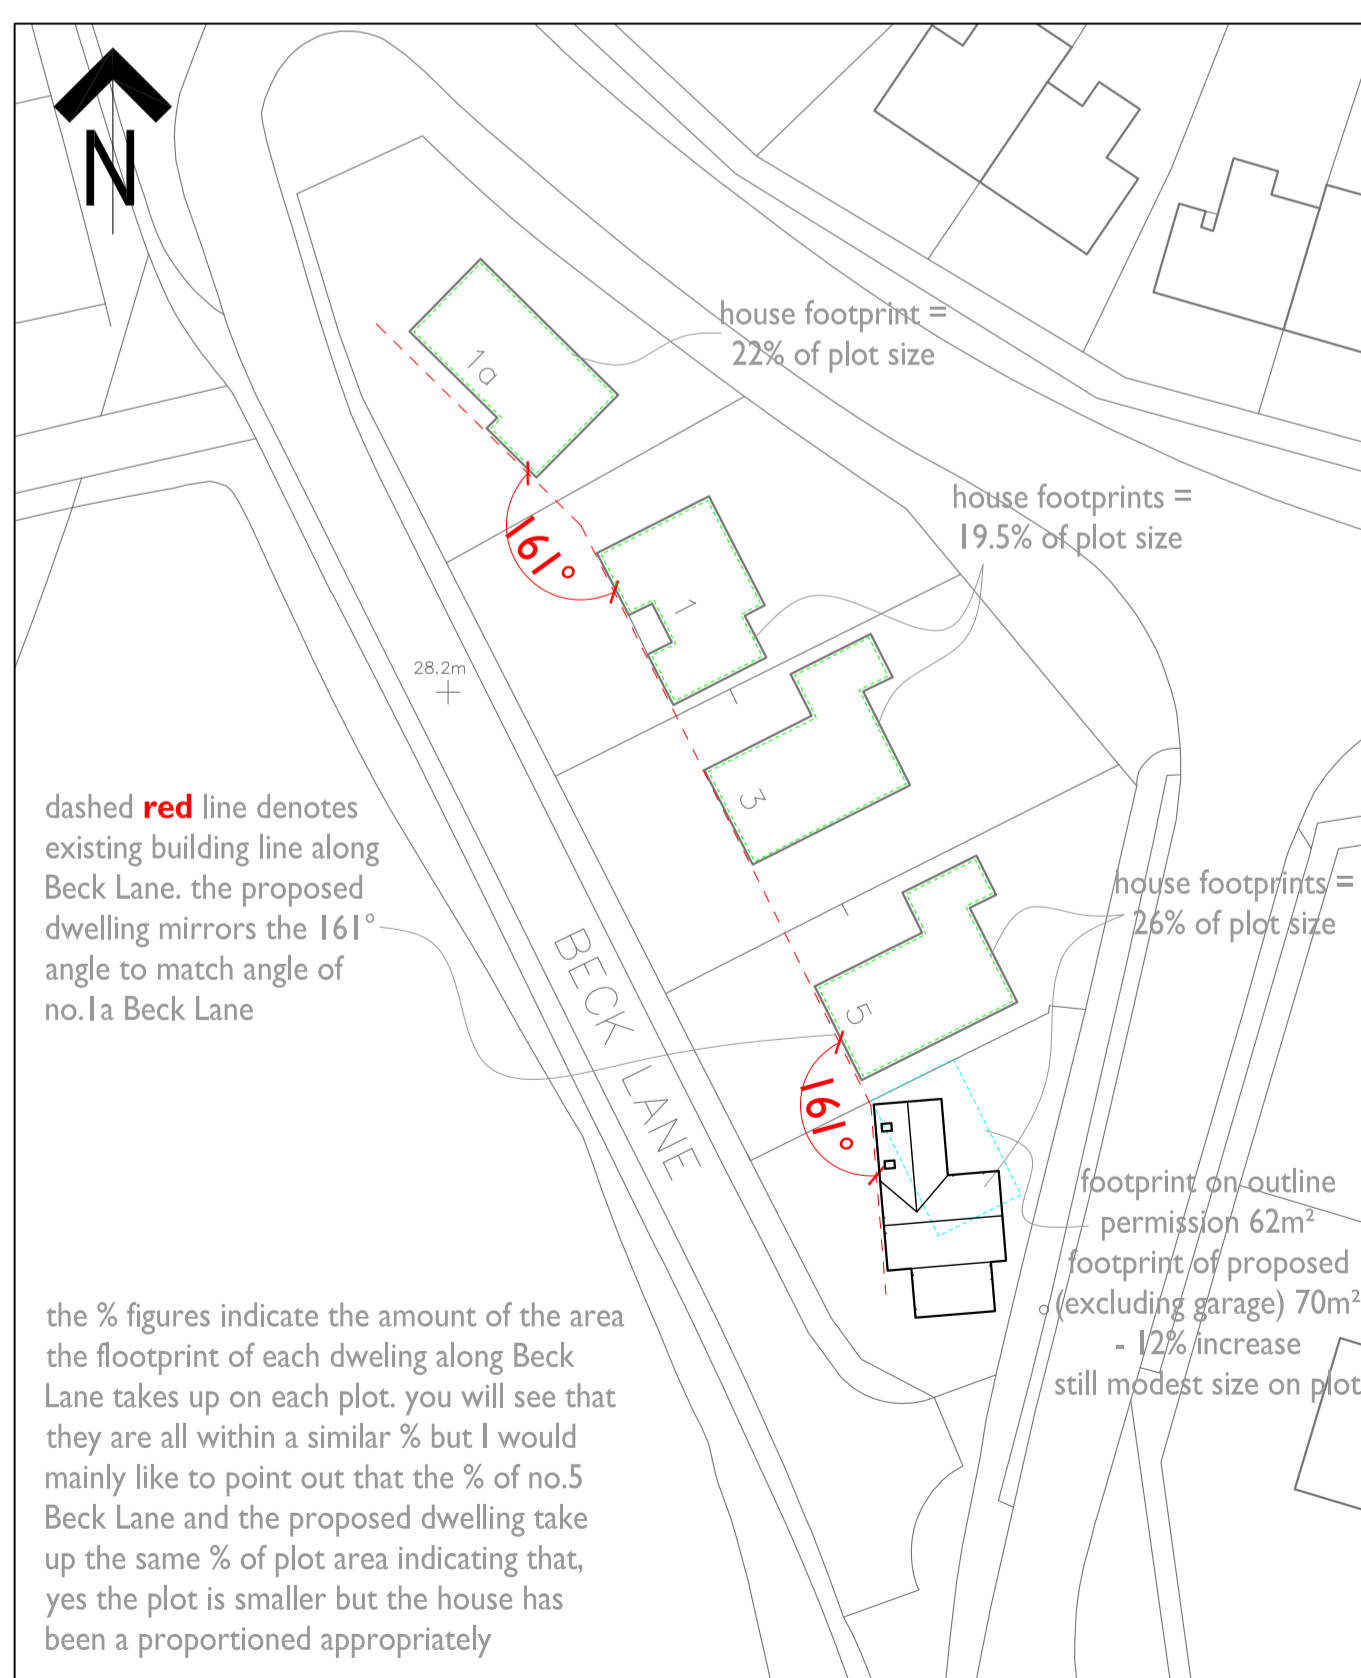 N
house footprint =
22% of plot size
1a
house footprints =
19.5% of plot size
161°
1
28.2m
3
dashed red line denotes
existing building line along
Beck Lane. the proposed
dwelling mirrors the 161°
angle to match angle of
no.1a Beck Lane
house footprints =
26% of plot size
BECK LANE
5
161°
footprint on outline
permission 62m²
footprint of proposed
(excluding garage) 70m²
- 12% increase
still modest size on plot
the % figures indicate the amount of the area
the flootprint of each dweling along Beck
Lane takes up on each plot. you will see that
they are all within a similar % but I would
mainly like to point out that the % of no.5
Beck Lane and the proposed dwelling take
up the same % of plot area indicating that,
yes the plot is smaller but the house has
been a proportioned appropriately